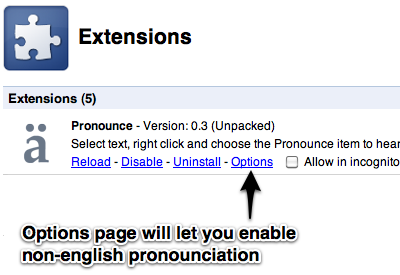 Extensions
Extensions (5)
ä
Pronounce - Version: 0.3 (Unpacked)
Select text, right click and choose the Pronounce item to hear
Reload - Disable - Uninstall - Options Allow in incognito
Options page will let you enable
non-english pronounciation